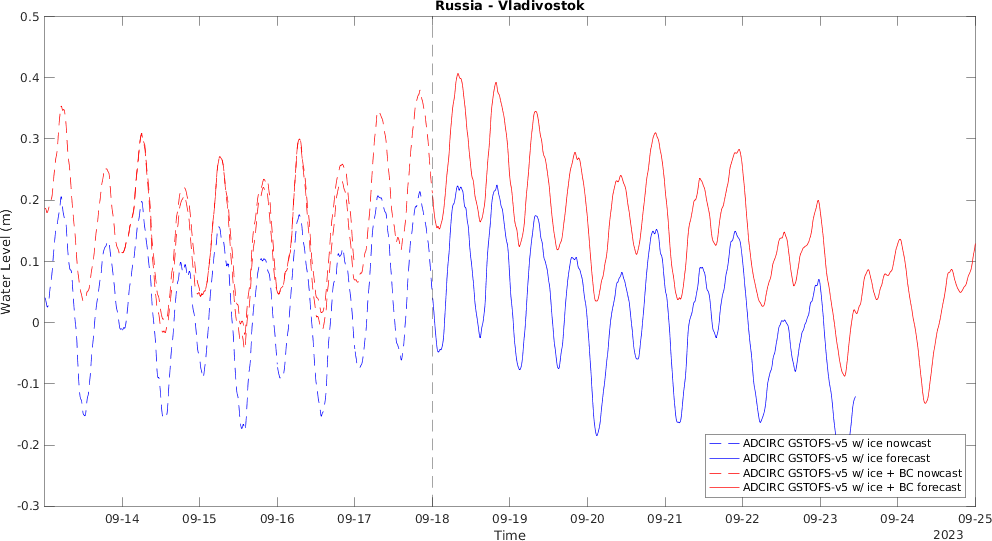 Russia - Vladivostok
0.5
0.4
0.3
0.2
0.1
0
-0.1
-0.2
-0.3
Water Level (m)
ADCIRC GSTOFS-v5 w/ ice nowcast
ADCIRC GSTOFS-v5 w/ ice forecast
ADCIRC GSTOFS-v5 w/ ice + BC nowcast
ADCIRC GSTOFS-v5 w/ ice + BC forecast
09-14 09-15 09-16 09-17 09-18 09-19 09-20 09-21 09-22 09-23 09-24 09-25
Time
2023